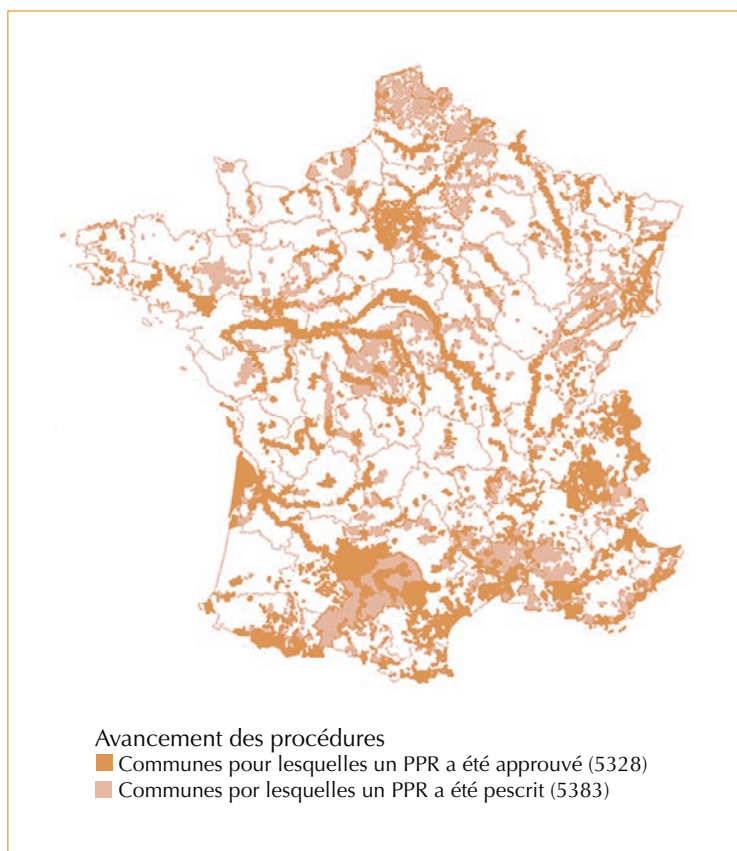 Avancement des procédures
Communes pour lesquelles un PPR a été approuvé (5328)
Communes por lesquelles un PPR a été pescrit (5383)